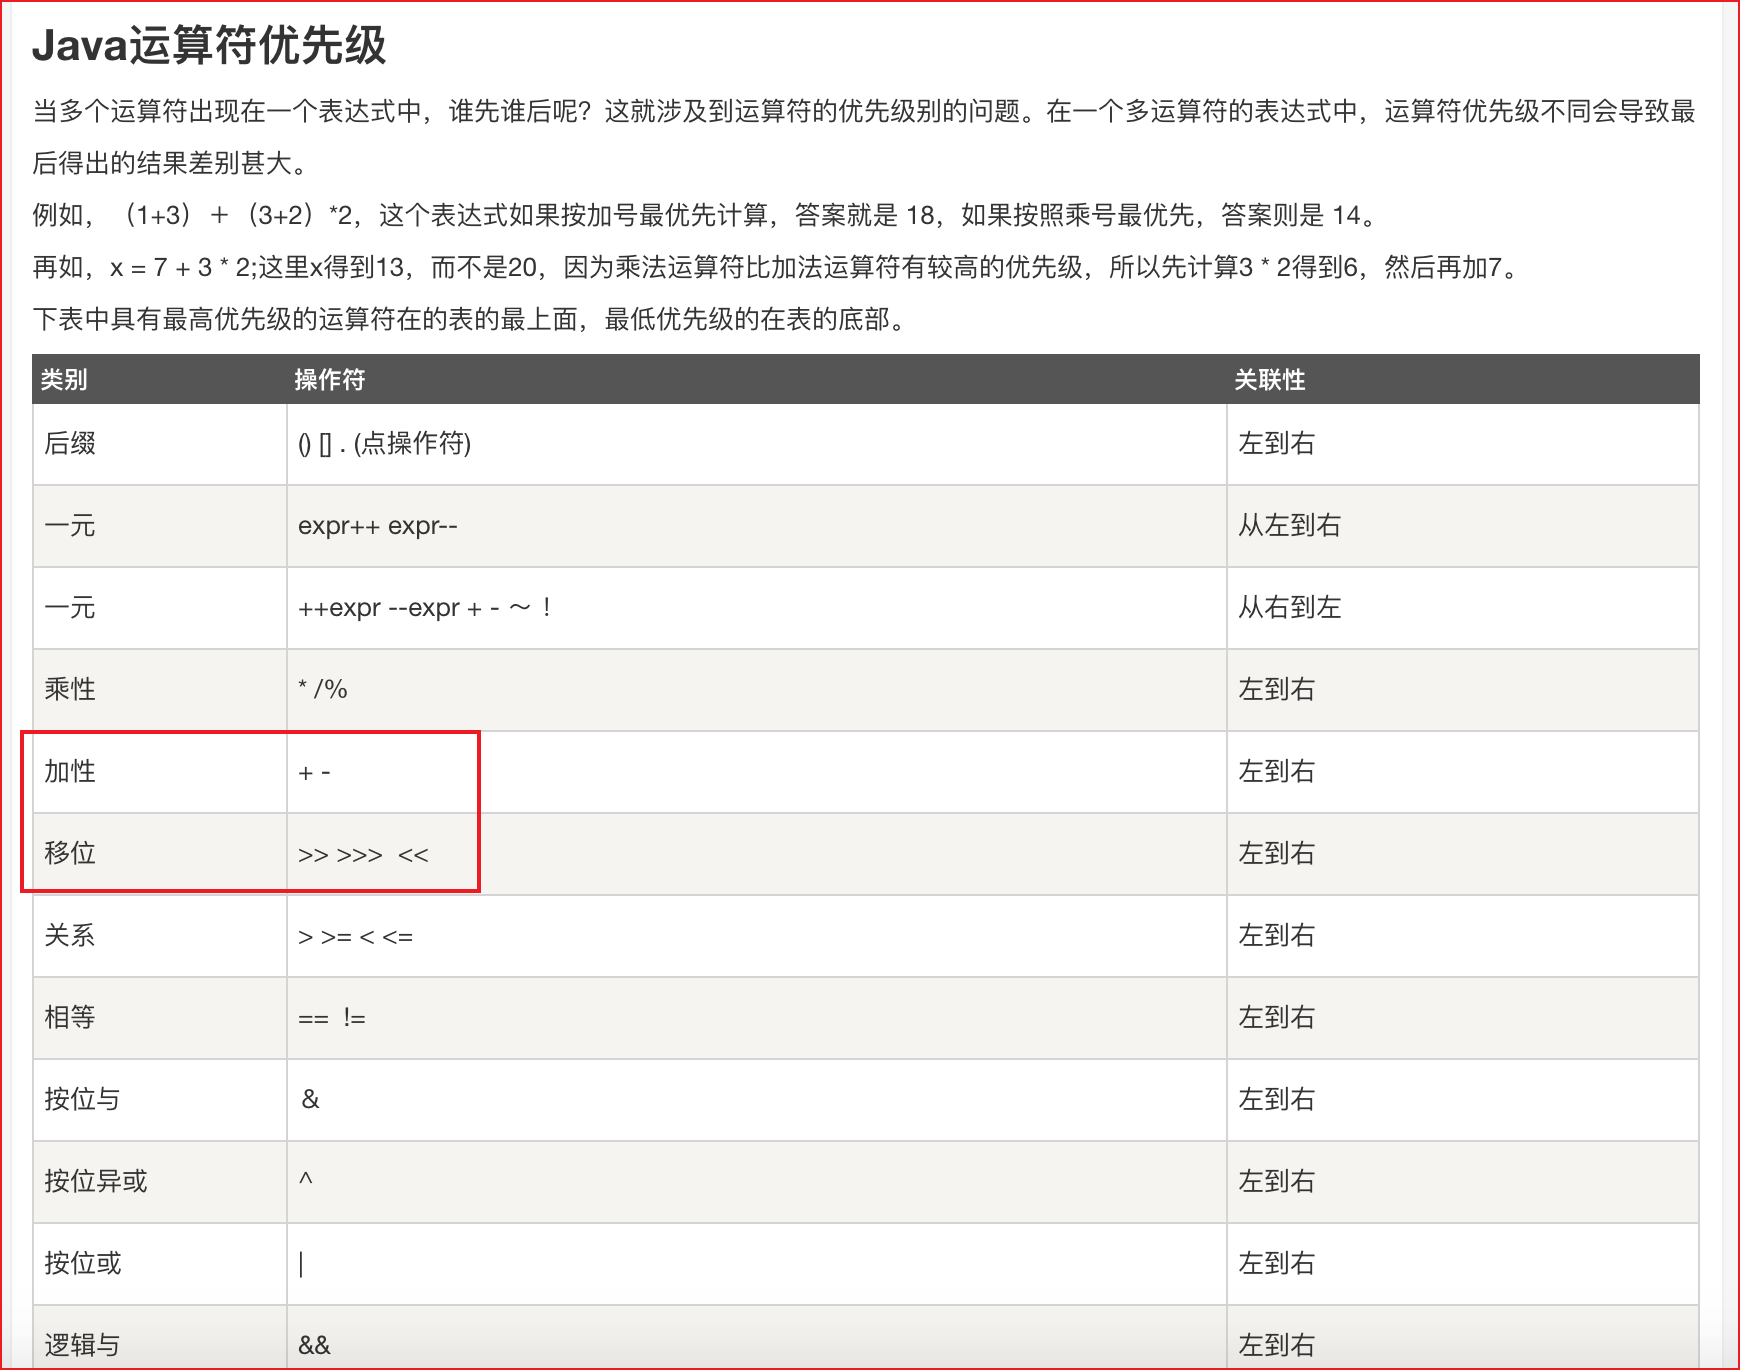 Java运算符优先级
当多个运算符出现在一个表达式中，谁先谁后呢？这就涉及到运算符的优先级别的问题。在一个多运算符的表达式中，运算符优先级不同会导致最
后得出的结果差别甚大。
例如，（1+3）＋（3+2）*2，这个表达式如果按加号最优先计算，答案就是 18，如果按照乘号最优先，答案则是 14。
再如，x = 7 + 3 * 2;这里x得到13，而不是20，因为乘法运算符比加法运算符有较高的优先级，所以先计算3 * 2得到6，然后再加7。
下表中具有最高优先级的运算符在的表的最上面，最低优先级的在表的底部。
类别 操作符 关联性
后缀 () [] . (点操作符) 左到右
一元 expr++ expr-- 从左到右
一元 ++expr --expr + - ～ ！ 从右到左
乘性 * /% 左到右
加性 + - 左到右
移位 >> >>>  << 左到右
关系 > >= < <= 左到右
相等 ==  != 左到右
按位与 & 左到右
按位异或 ^ 左到右
按位或 | 左到右
逻辑与 && 左到右